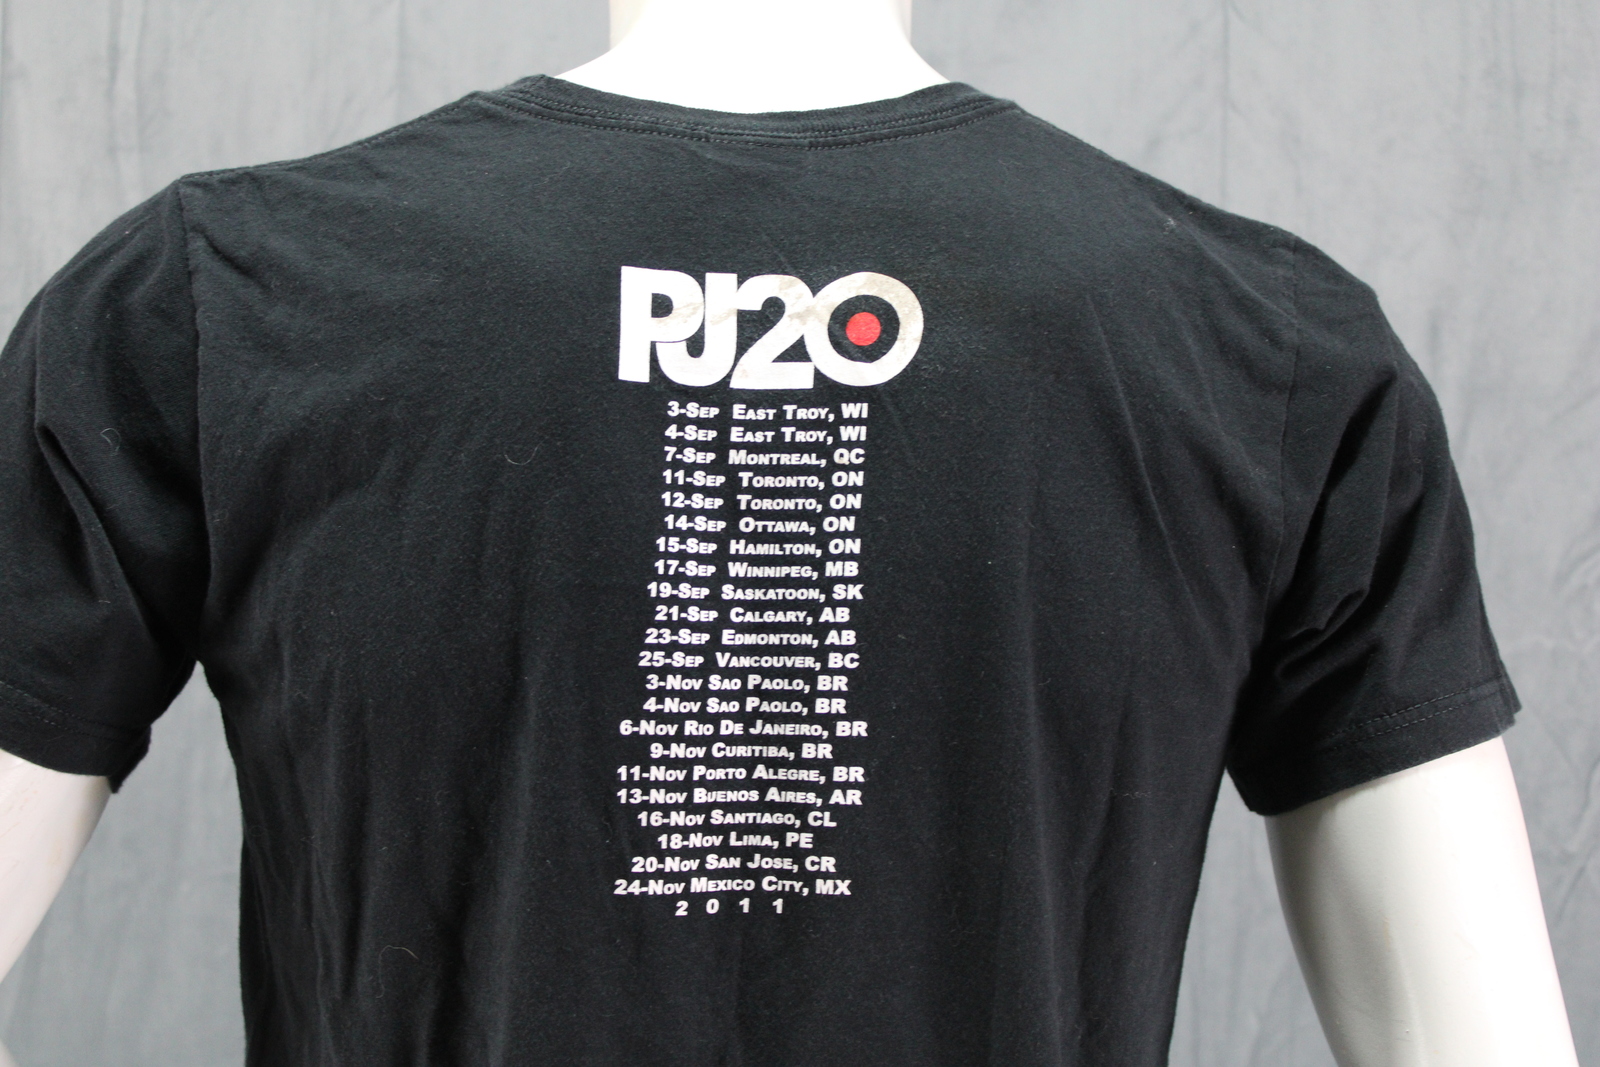 PJ20
3-Sep East Troy, WI
4-Sep East Troy, WI
7-Sep Montreal, QC
11-Sep Toronto, ON
12-Sep Toronto, ON
14-Sep Ottawa, ON
15-Sep Hamilton, ON
17-Sep Winnipeg, MB
19-Sep Saskatoon, SK
21-Sep Calgary, AB
23-Sep Edmonton, AB
25-Sep Vancouver, BC
3-Nov Sao Paolo, BR
4-Nov Sao Paolo, BR
6-Nov Rio De Janeiro, BR
9-Nov Curitiba, BR
11-Nov Porto Alegre, BR
13-Nov Buenos Aires, AR
16-Nov Santiago, CL
18-Nov Lima, PE
20-Nov San Jose, CR
24-Nov Mexico City, MX
2 0 1 1